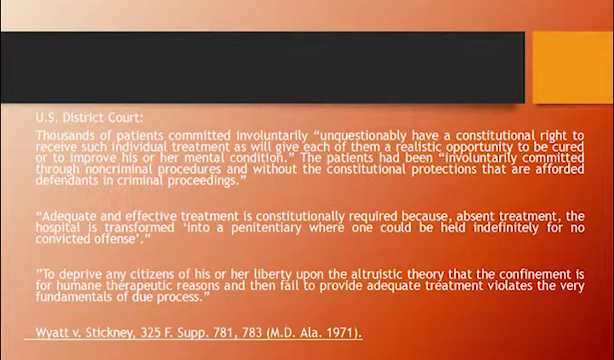 U.S. District Court:
Thousands of patients committed involuntarily “unquestionably have a constitutional right to
receive such individual treatment as will give each of them a realistic opportunity to be cured
or to improve his or her mental condition.” The patients had been “involuntarily committed
through noncriminal procedures and without the constitutional protections that are afforded
defendants in criminal proceedings.”
“Adequate and effective treatment is constitutionally required because, absent treatment, the
hospital is transformed ‘into a penitentiary where one could be held indefinitely for no
convicted offense’.”
“To deprive any citizens of his or her liberty upon the altruistic theory that the confinement is
for humane therapeutic reasons and then fail to provide adequate treatment violates the very
fundamentals of due process.”
Wyatt v. Stickney, 325 F. Supp. 781, 783 (M.D. Ala. 1971).